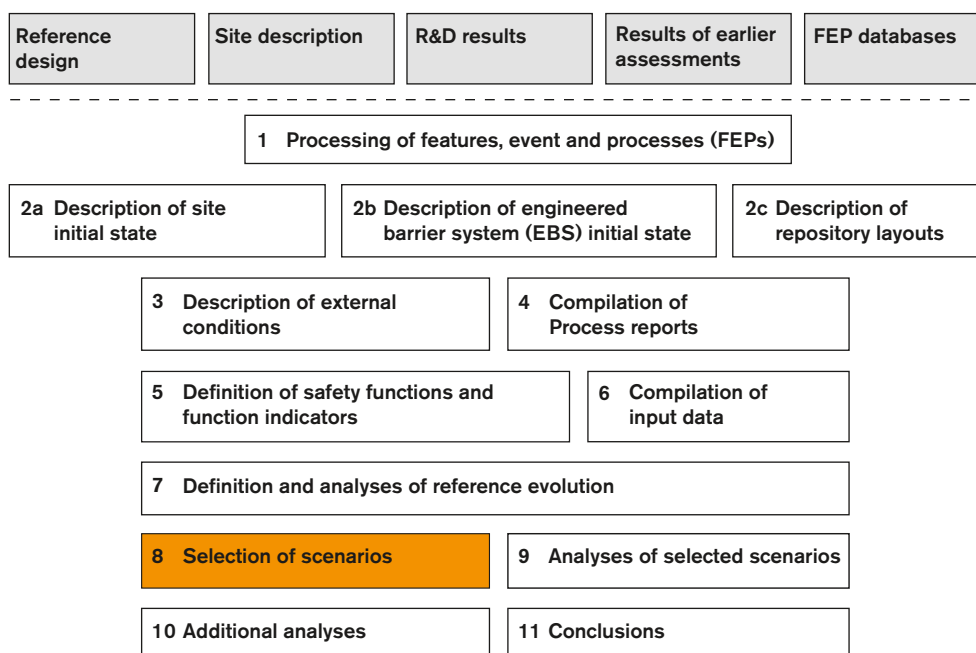 Reference
design
Site description
R&D results
Results of earlier
assessments
FEP databases
1 Processing of features, event and processes (FEPs)
2a Description of site
initial state
2b Description of engineered
barrier system (EBS) initial state
2c Description of
repository layouts
3 Description of external
conditions
4 Compilation of
Process reports
5 Definition of safety functions and
function indicators
6 Compilation of
input data
7 Definition and analyses of reference evolution
8 Selection of scenarios
9 Analyses of selected scenarios
10 Additional analyses
11 Conclusions